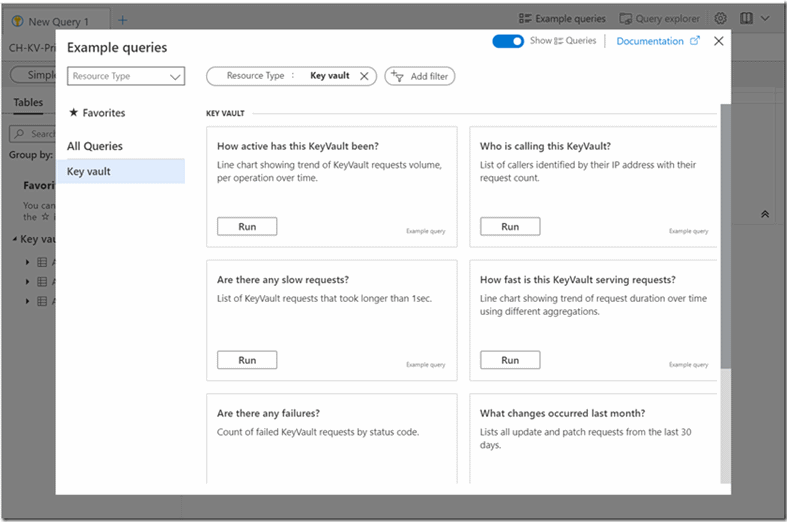 New Query 1
Example queries
Query explorer
CH-KV-Pri
Simple
Tables
Search
Group by:
Favori
You can
the ☆ i
Key vau
Example queries
Show Queries
Documentation
Resource Type
Resource Type : Key vault
Add filter
★ Favorites
All Queries
Key vault
KEY VAULT
How active has this KeyVault been?
Line chart showing trend of KeyVault requests volume,
per operation over time.
Run
Example query
Who is calling this KeyVault?
List of callers identified by their IP address with their
request count.
Run
Example query
Are there any slow requests?
List of KeyVault requests that took longer than 1sec.
Run
Example query
How fast is this KeyVault serving requests?
Line chart showing trend of request duration over time
using different aggregations.
Run
Example query
Are there any failures?
Count of failed KeyVault requests by status code.
What changes occurred last month?
Lists all update and patch requests from the last 30
days.